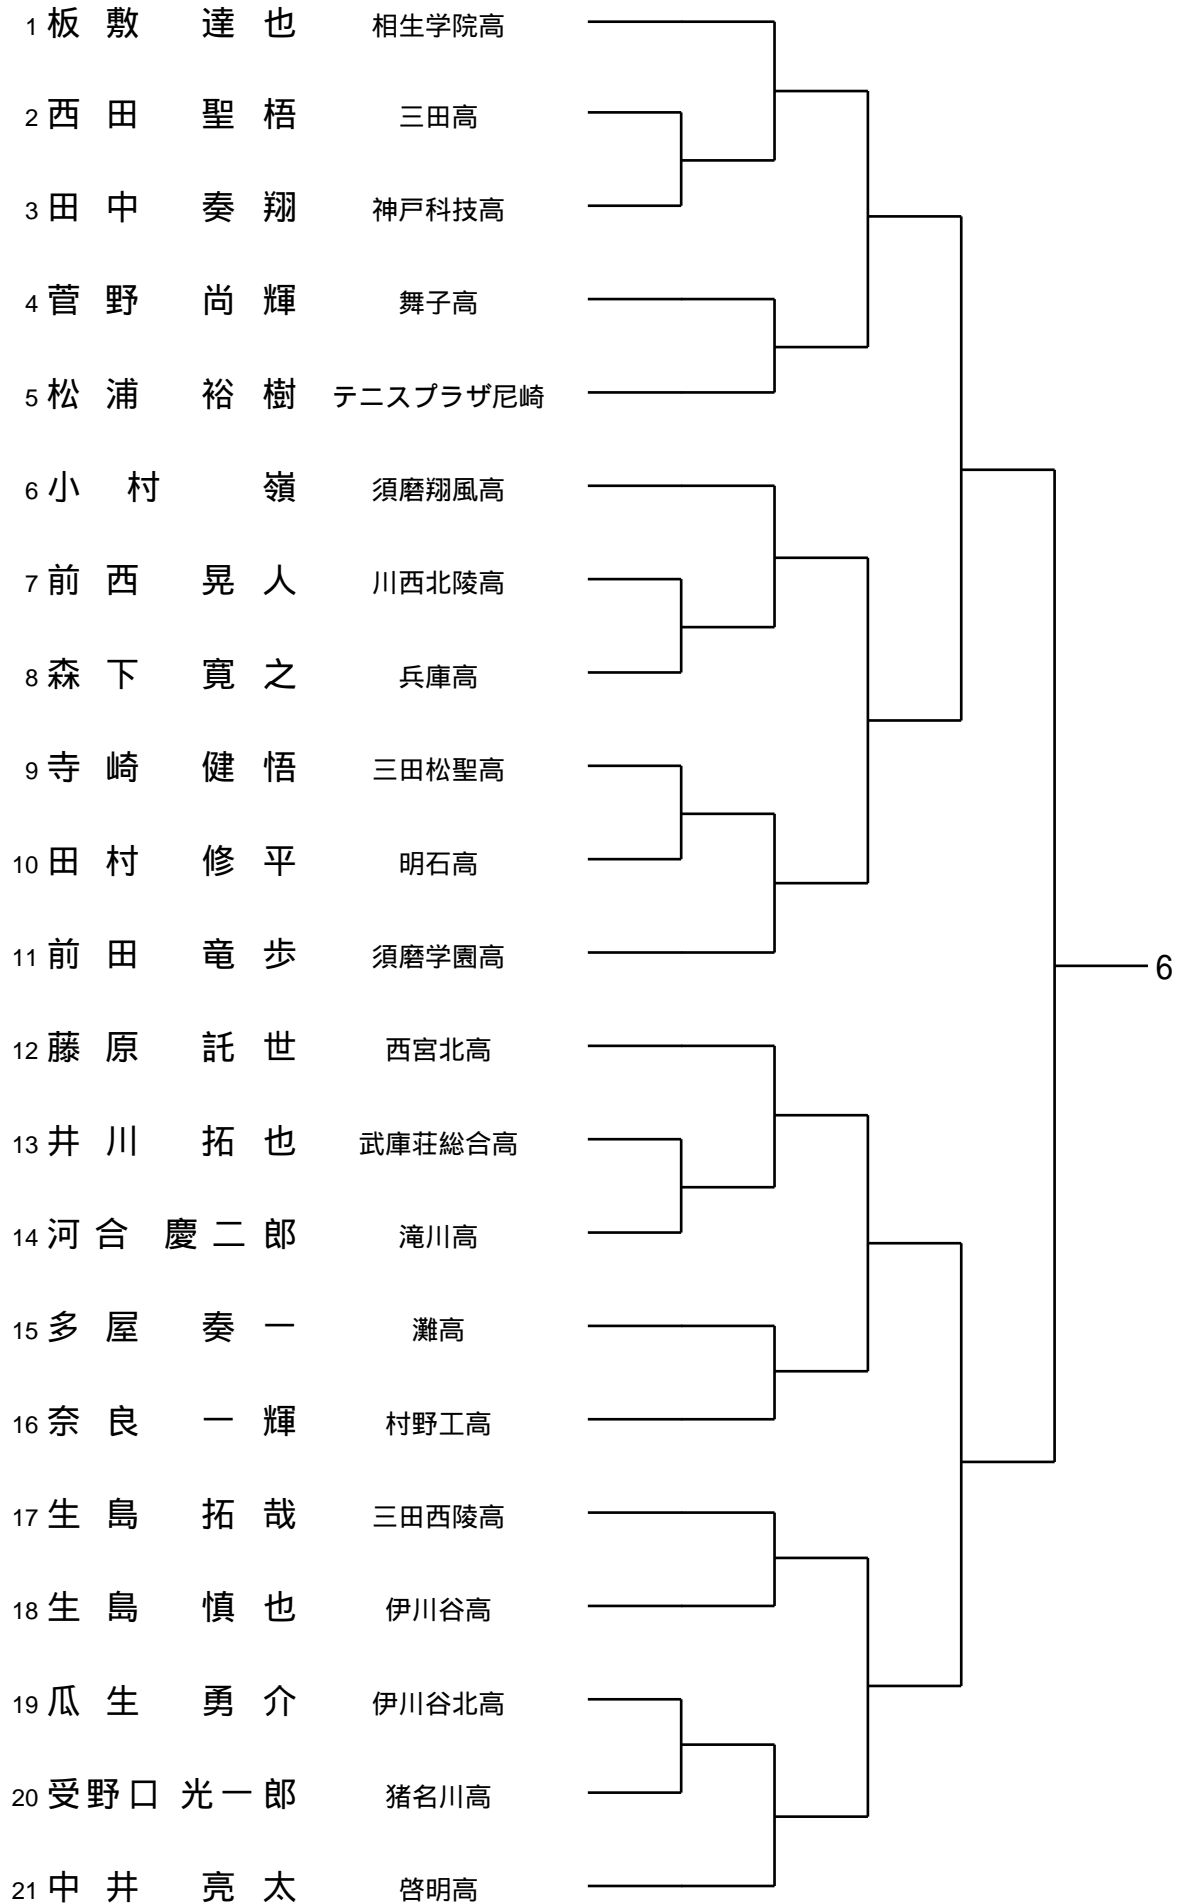 1 板敷 達也 相生学院高
2 西田 聖梧 三田高
3 田中 奏翔 神戸科技高
4 菅野 尚輝 舞子高
5 松浦 裕樹 テニスプラザ尼崎
6 小村 嶺 須磨翔風高
7 前西 晃人 川西北陵高
8 森下 寛之 兵庫高
9 寺崎 健悟 三田松聖高
10 田村 修平 明石高
11 前田 竜歩 須磨学園高
6
12 藤原 託世 西宮北高
13 井川 拓也 武庫荘総合高
14 河合 慶二郎 滝川高
15 多屋 奏一 灘高
16 奈良 一輝 村野工高
17 生島 拓哉 三田西陵高
18 生島 慎也 伊川谷高
19 瓜生 勇介 伊川谷北高
20 受野口 光一郎 猪名川高
21 中井 亮太 啓明高